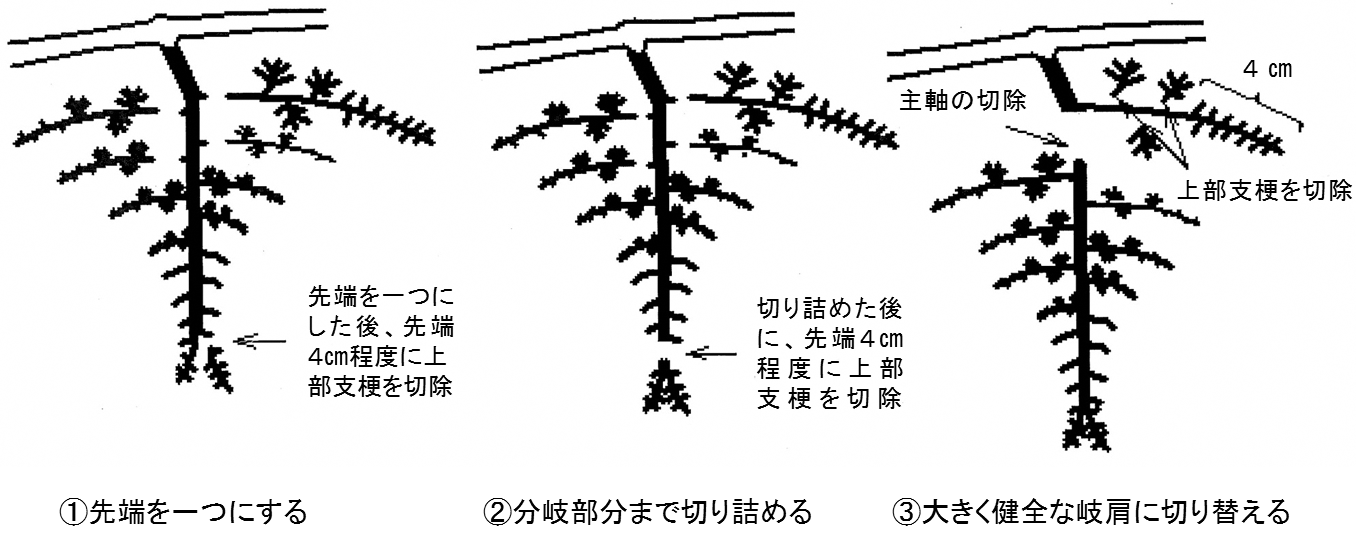 先端を一つに
した後、先端
4cm程度に上
部支梗を切除
①先端を一つにする
切り詰めた後
に、先端4cm
程度に上部
支梗を切除
②分岐部分まで切り詰める
4 cm
主軸の切除
上部支梗を切除
③大きく健全な岐肩に切り替える